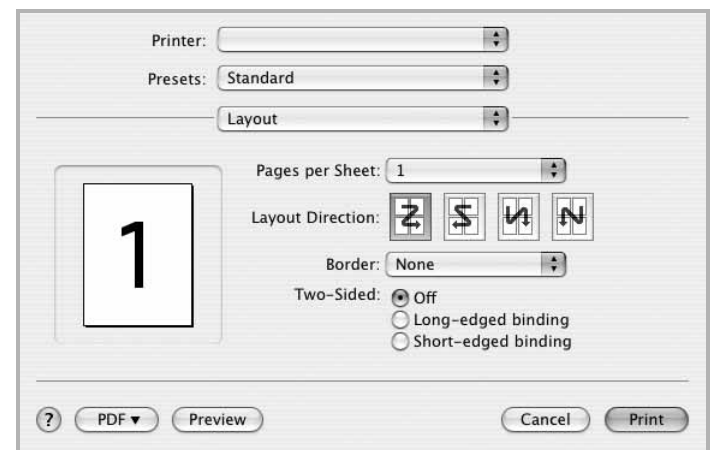 Printer:
Presets: Standard
Layout
Pages per Sheet: 1
Layout Direction:
1
Border: None
Two-Sided: Off
Long-edged binding
Short-edged binding
? PDF ▼ Preview Cancel Print